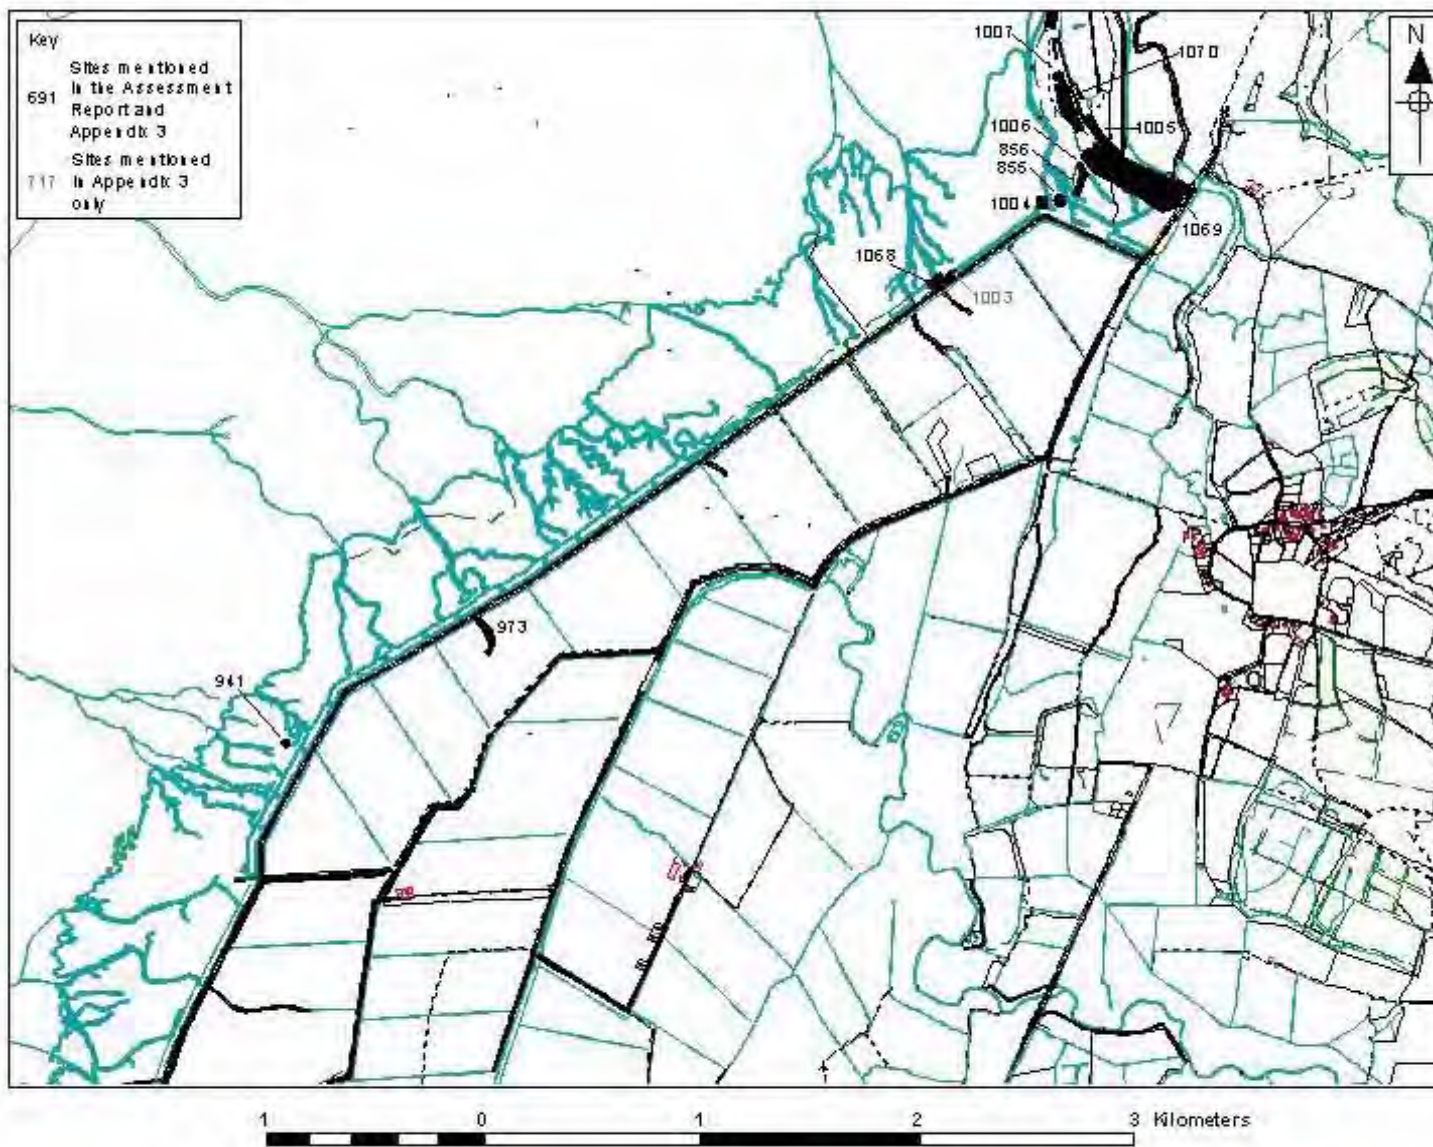 Key
Sites mentioned
in the Assessment
691
Report and
Appendix 3
Sites mentioned
717 in Appendix 3
only
N
1007
1070
1006
1005
856
855
1004
1069
1068
1003
973
941
1 0 1 2 3 Kilometers